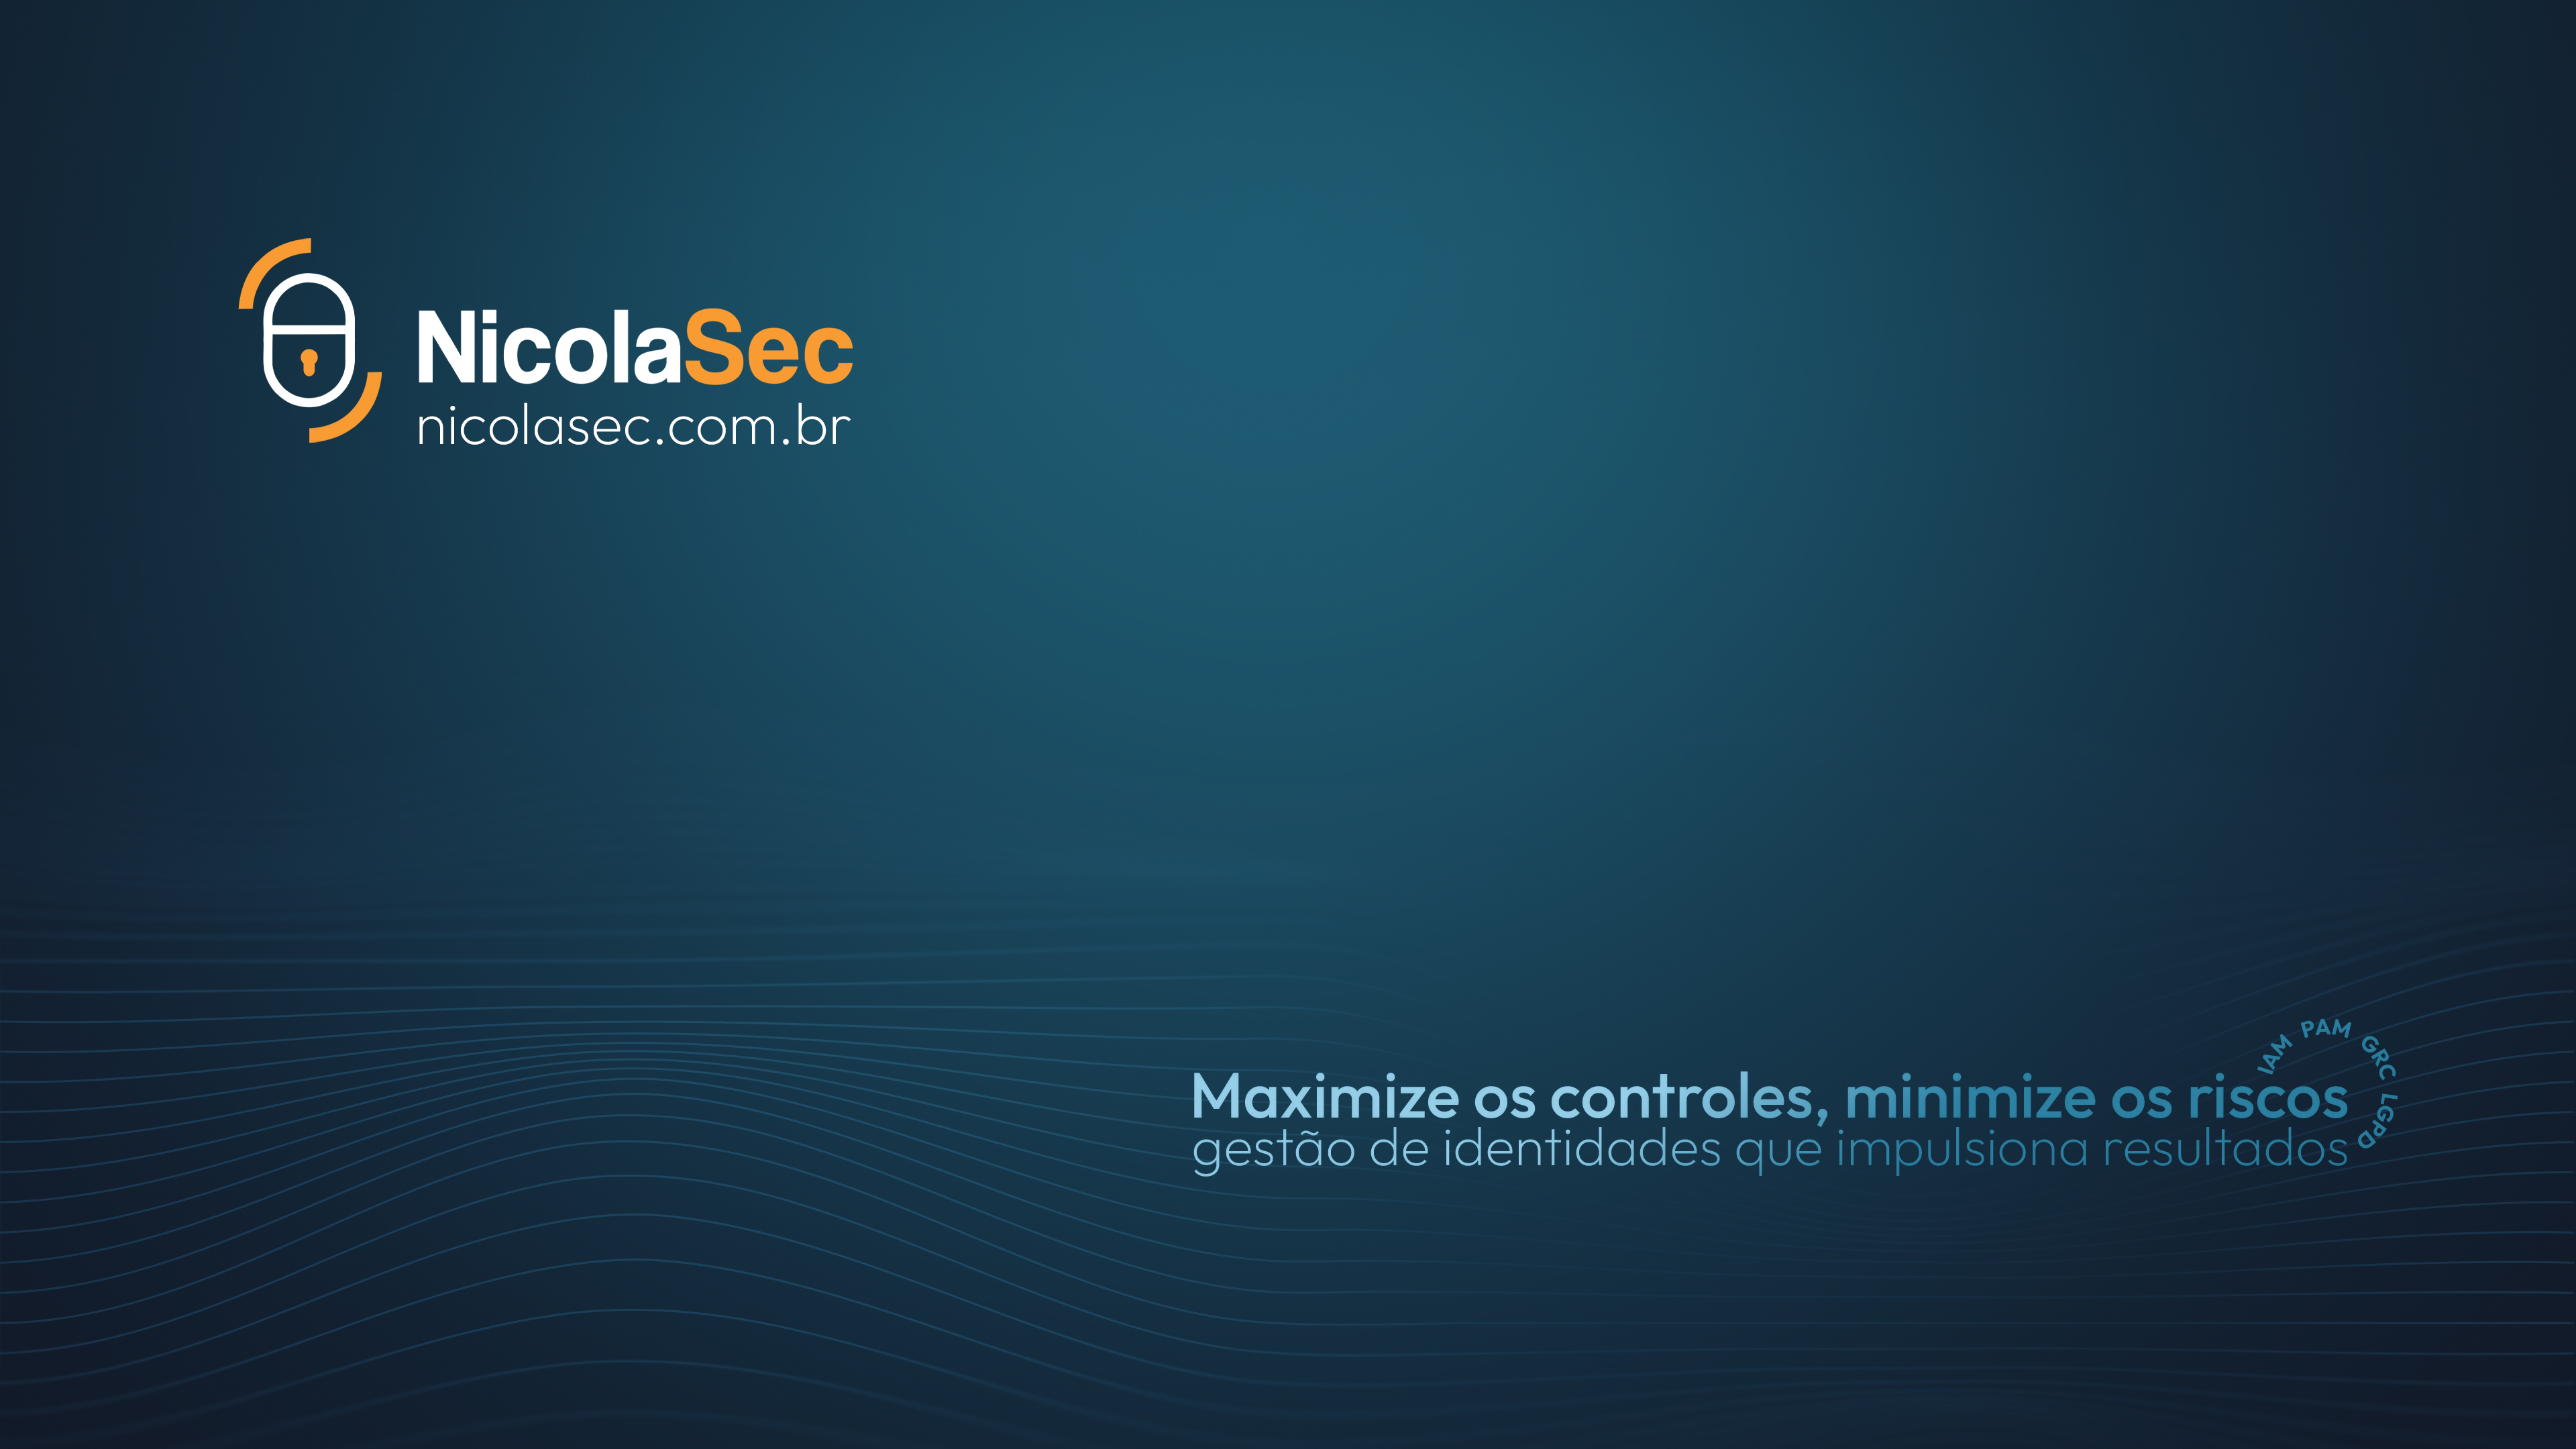 NicolaSec
nicolasec.com.br
IAM PAM GRC LGPD
Maximize os controles, minimize os riscos
gestão de identidades que impulsiona resultados